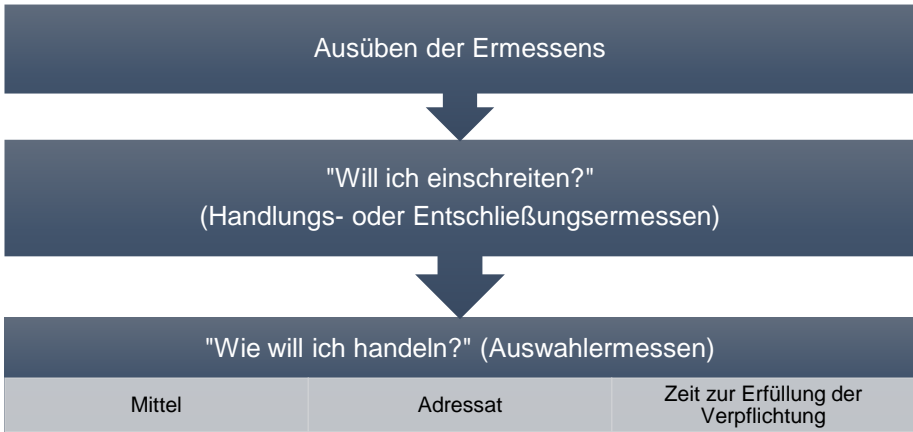 Ausüben der Ermessens
"Will ich einschreiten?"
(Handlungs- oder Entschließungsermessen)
"Wie will ich handeln?" (Auswahlermessen)
Mittel
Adressat
Zeit zur Erfüllung der
Verpflichtung